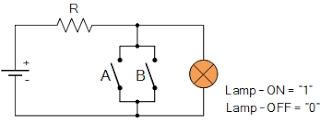 R
+
-
A B
Lamp - ON = "1"
Lamp - OFF = "0"